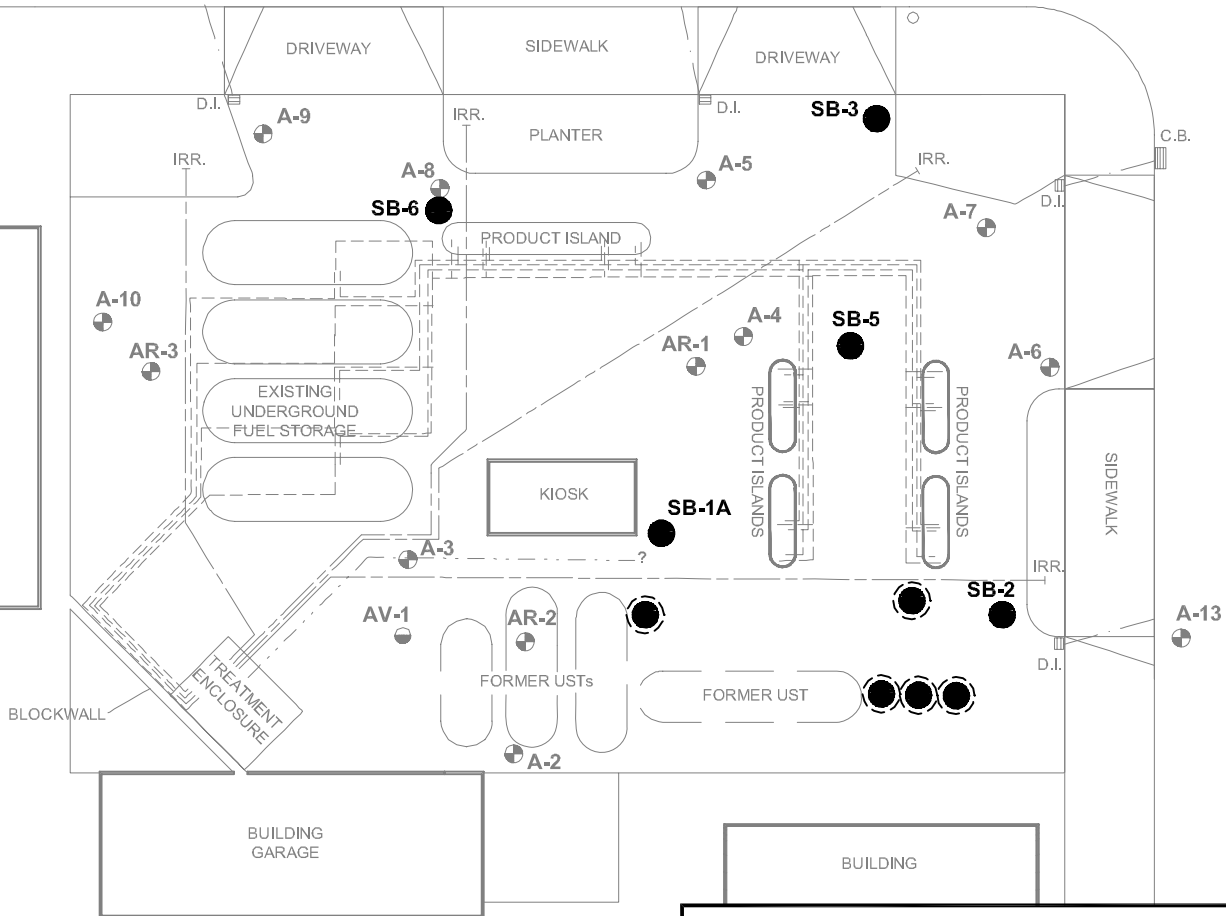 DRIVEWAY
SIDEWALK
DRIVEWAY
D.I.
A-9
IRR.
PLANTER
D.I.
SB-3
C.B.
IRR.
A-8
A-5
IRR.
D.I.
SB-6
A-7
PRODUCT ISLAND
A-10
AR-3
A-4
AR-1
SB-5
A-6
EXISTING
UNDERGROUND
FUEL STORAGE
PRODUCT ISLANDS
PRODUCT ISLANDS
SIDEWALK
KIOSK
SB-1A
A-3
?
IRR.
SB-2
AV-1
AR-2
A-13
D.I.
TREATMENT
ENCLOSURE
FORMER USTs
FORMER UST
BLOCKWALL
A-2
BUILDING
GARAGE
BUILDING